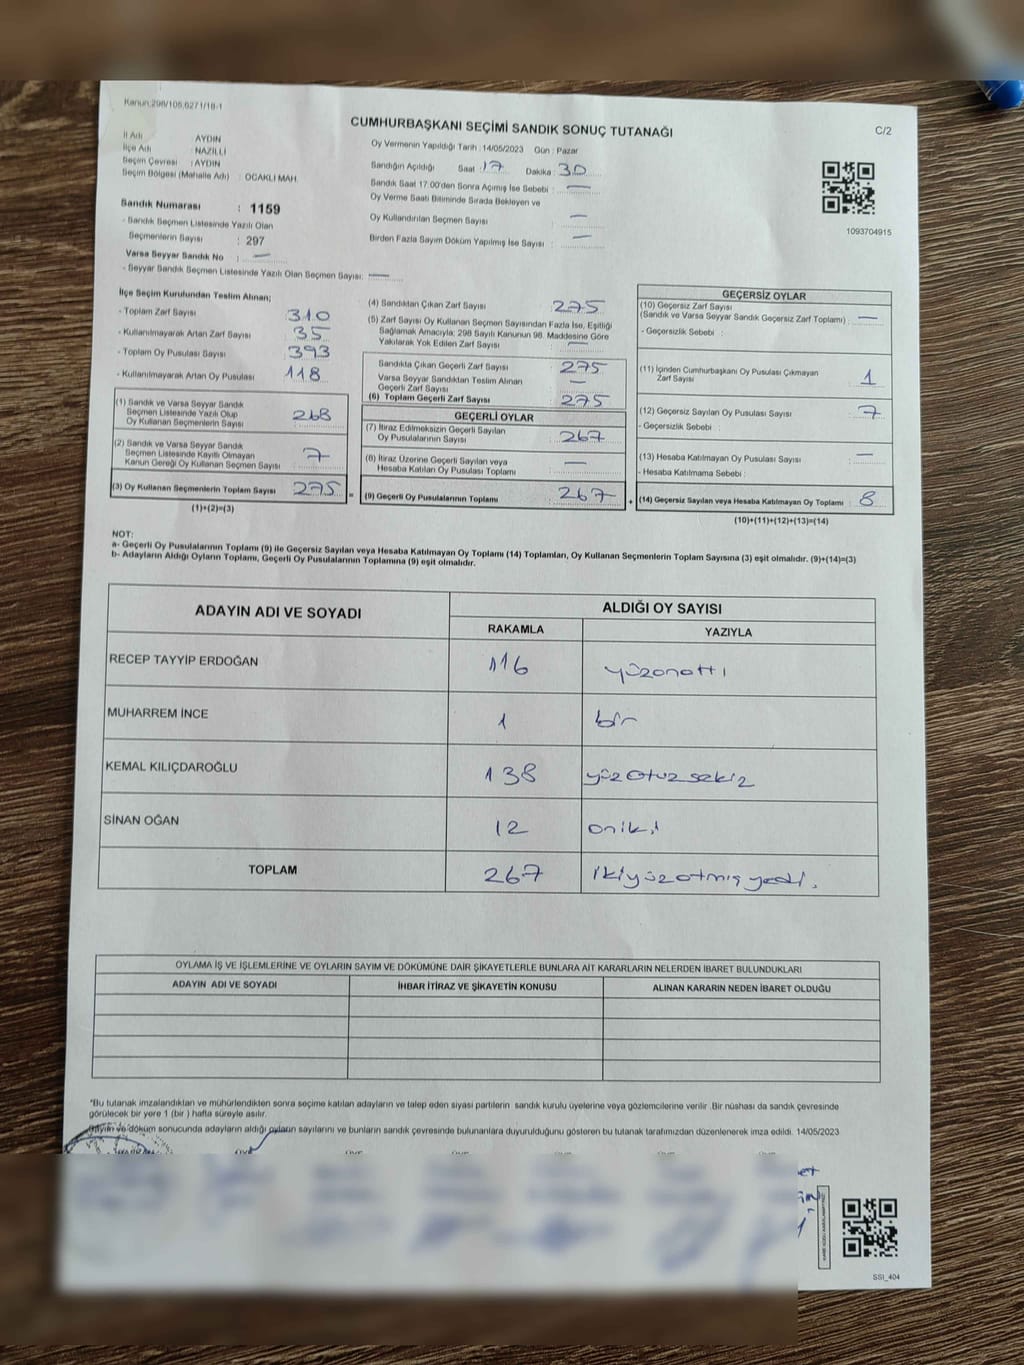 Kanun:298/105,6271/18-1
CUMHURBAŞKANI SEÇİMİ SANDIK SONUÇ TUTANAĞI
C/2
İl Adı : AYDIN
İlçe Adı : NAZİLLİ
Seçim Çevresi : AYDIN
Seçim Bölgesi (Mahalle Adı) : OCAKLI MAH.
Sandık Numarası : 1159
- Sandık Seçmen Listesinde Yazılı Olan
Seçmenlerin Sayısı : 297
Varsa Seyyar Sandık No : —
- Seyyar Sandık Seçmen Listesinde Yazılı Olan Seçmen Sayısı: —
Oy Vermenin Yapıldığı Tarih : 14/05/2023 Gün : Pazar
Sandığın Açıldığı Saat : 17 Dakika : 30
Sandık Saat 17:00'den Sonra Açımış İse Sebebi : —
Oy Verme Saati Bitiminde Sırada Bekleyen ve
Oy Kullandırılan Seçmen Sayısı : —
Birden Fazla Sayım Döküm Yapılmış İse Sayısı : —
1093704915
İlçe Seçim Kurulundan Teslim Alınan;
- Toplam Zarf Sayısı 310
- Kullanılmayarak Artan Zarf Sayısı 35
- Toplam Oy Pusulası Sayısı 393
- Kullanılmayarak Artan Oy Pusulası 118
(1) Sandık ve Varsa Seyyar Sandık
Seçmen Listesinde Yazılı Olup
Oy Kullanan Seçmenlerin Sayısı 268
(2) Sandık ve Varsa Seyyar Sandık
Seçmen Listesinde Kayıtlı Olmayan
Kanun Gereği Oy Kullanan Seçmen Sayısı 7
(3) Oy Kullanan Seçmenlerin Toplam Sayısı 275
(1)+(2)=(3)
(4) Sandıktan Çıkan Zarf Sayısı 275
(5) Zarf Sayısı Oy Kullanan Seçmen Sayısından Fazla İse, Eşitliği
Sağlamak Amacıyla; 298 Sayılı Kanunun 98. Maddesine Göre
Yakılarak Yok Edilen Zarf Sayısı —
Sandıkta Çıkan Geçerli Zarf Sayısı 275
Varsa Seyyar Sandıktan Teslim Alınan
Geçerli Zarf Sayısı —
(6) Toplam Geçerli Zarf Sayısı 275
GEÇERLİ OYLAR
(7) İtiraz Edilmeksizin Geçerli Sayılan
Oy Pusulalarının Sayısı 267
(8) İtiraz Üzerine Geçerli Sayılan veya
Hesaba Katılan Oy Pusulası Toplamı —
= (9) Geçerli Oy Pusulalarının Toplamı 267
GEÇERSİZ OYLAR
(10) Geçersiz Zarf Sayısı
(Sandık ve Varsa Seyyar Sandık Geçersiz Zarf Toplamı) : —
- Geçersizlik Sebebi :
(11) İçinden Cumhurbaşkanı Oy Pusulası Çıkmayan
Zarf Sayısı 1
(12) Geçersiz Sayılan Oy Pusulası Sayısı 7
- Geçersizlik Sebebi :
(13) Hesaba Katılmayan Oy Pusulası Sayısı —
- Hesaba Katılmama Sebebi :
+ (14) Geçersiz Sayılan veya Hesaba Katılmayan Oy Toplamı 8
(10)+(11)+(12)+(13)=(14)
NOT:
a- Geçerli Oy Pusulalarının Toplamı (9) ile Geçersiz Sayılan veya Hesaba Katılmayan Oy Toplamı (14) Toplamları, Oy Kullanan Seçmenlerin Toplam Sayısına (3) eşit olmalıdır. (9)+(14)=(3)
b- Adayların Aldığı Oyların Toplamı, Geçerli Oy Pusulalarının Toplamına (9) eşit olmalıdır.
ADAYIN ADI VE SOYADI
ALDIĞI OY SAYISI
RAKAMLA YAZIYLA
RECEP TAYYİP ERDOĞAN 116 yüzonaltı
MUHARREM İNCE 1 bir
KEMAL KILIÇDAROĞLU 138 yüzotuzsekiz
SİNAN OĞAN 12 oniki
TOPLAM 267 ikiyüzatmışyedi.
OYLAMA İŞ VE İŞLEMLERİNE VE OYLARIN SAYIM VE DÖKÜMÜNE DAİR ŞİKAYETLERLE BUNLARA AİT KARARLARIN NELERDEN İBARET BULUNDUKLARI
ADAYIN ADI VE SOYADI İHBAR İTİRAZ VE ŞİKAYETİN KONUSU ALINAN KARARIN NEDEN İBARET OLDUĞU
*Bu tutanak imzalandıktan ve mühürlendikten sonra seçime katılan adayların ve talep eden siyasi partilerin sandık kurulu üyelerine veya gözlemcilerine verilir .Bir nüshası da sandık çevresinde
görülecek bir yere 1 (bir ) hafta süreyle asılır.
Sayım ve döküm sonucunda adayların aldığı oyların sayılarını ve bunların sandık çevresinde bulunanlara duyurulduğunu gösteren bu tutanak tarafımızdan düzenlenerek imza edildi. 14/05/2023
SSI_404